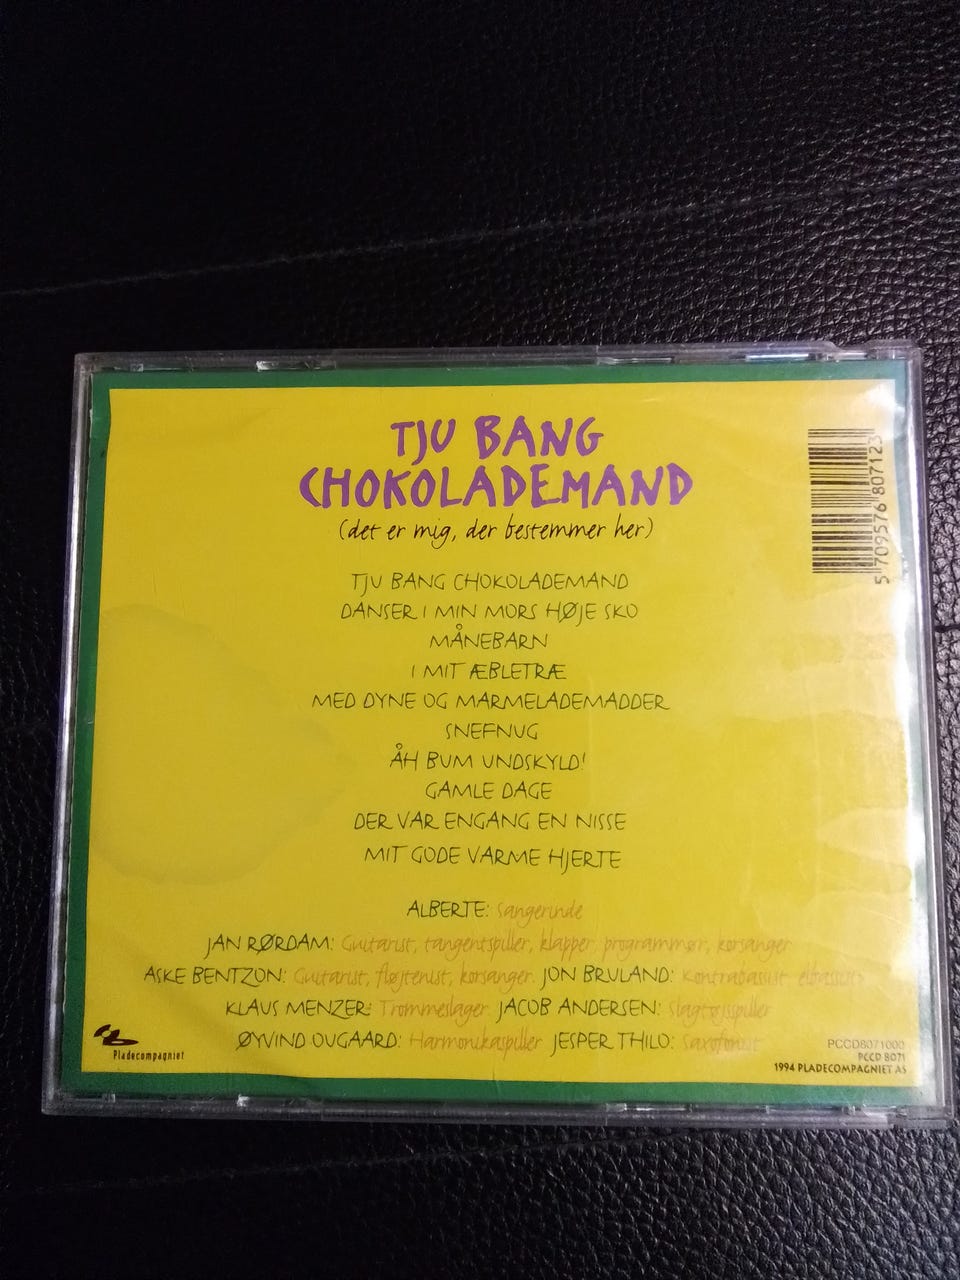 TJU BANG
CHOKOLADEMAND
(det er mig, der bestemmer her)
5 709576 807123
TJU BANG CHOKOLADEMAND
DANSER I MIN MORS HØJE SKO
MÅNEBARN
I MIT ÆBLETRÆ
MED DYNE OG MARMELADEMADDER
SNEFNUG
ÅH BUM UNDSKYLD!
GAMLE DAGE
DER VAR ENGANG EN NISSE
MIT GODE VARME HJERTE
ALBERTE: Sangerinde
JAN RØRDAM: Guitarist, tangentspiller, klapper, programmør, korsanger
ASKE BENTZON: Guitarist, fløjtenist, korsanger JON BRULAND: Kontrabassist elbassist
KLAUS MENZER: Trommeslager JACOB ANDERSEN: Slagtøjsspiller
ØYVIND OUGAARD: Harmonikaspiller JESPER THILO: Saxofonist
Pladecompagniet
PCCD8071000
PCCD 8071
1994 PLADECOMPAGNIET AS